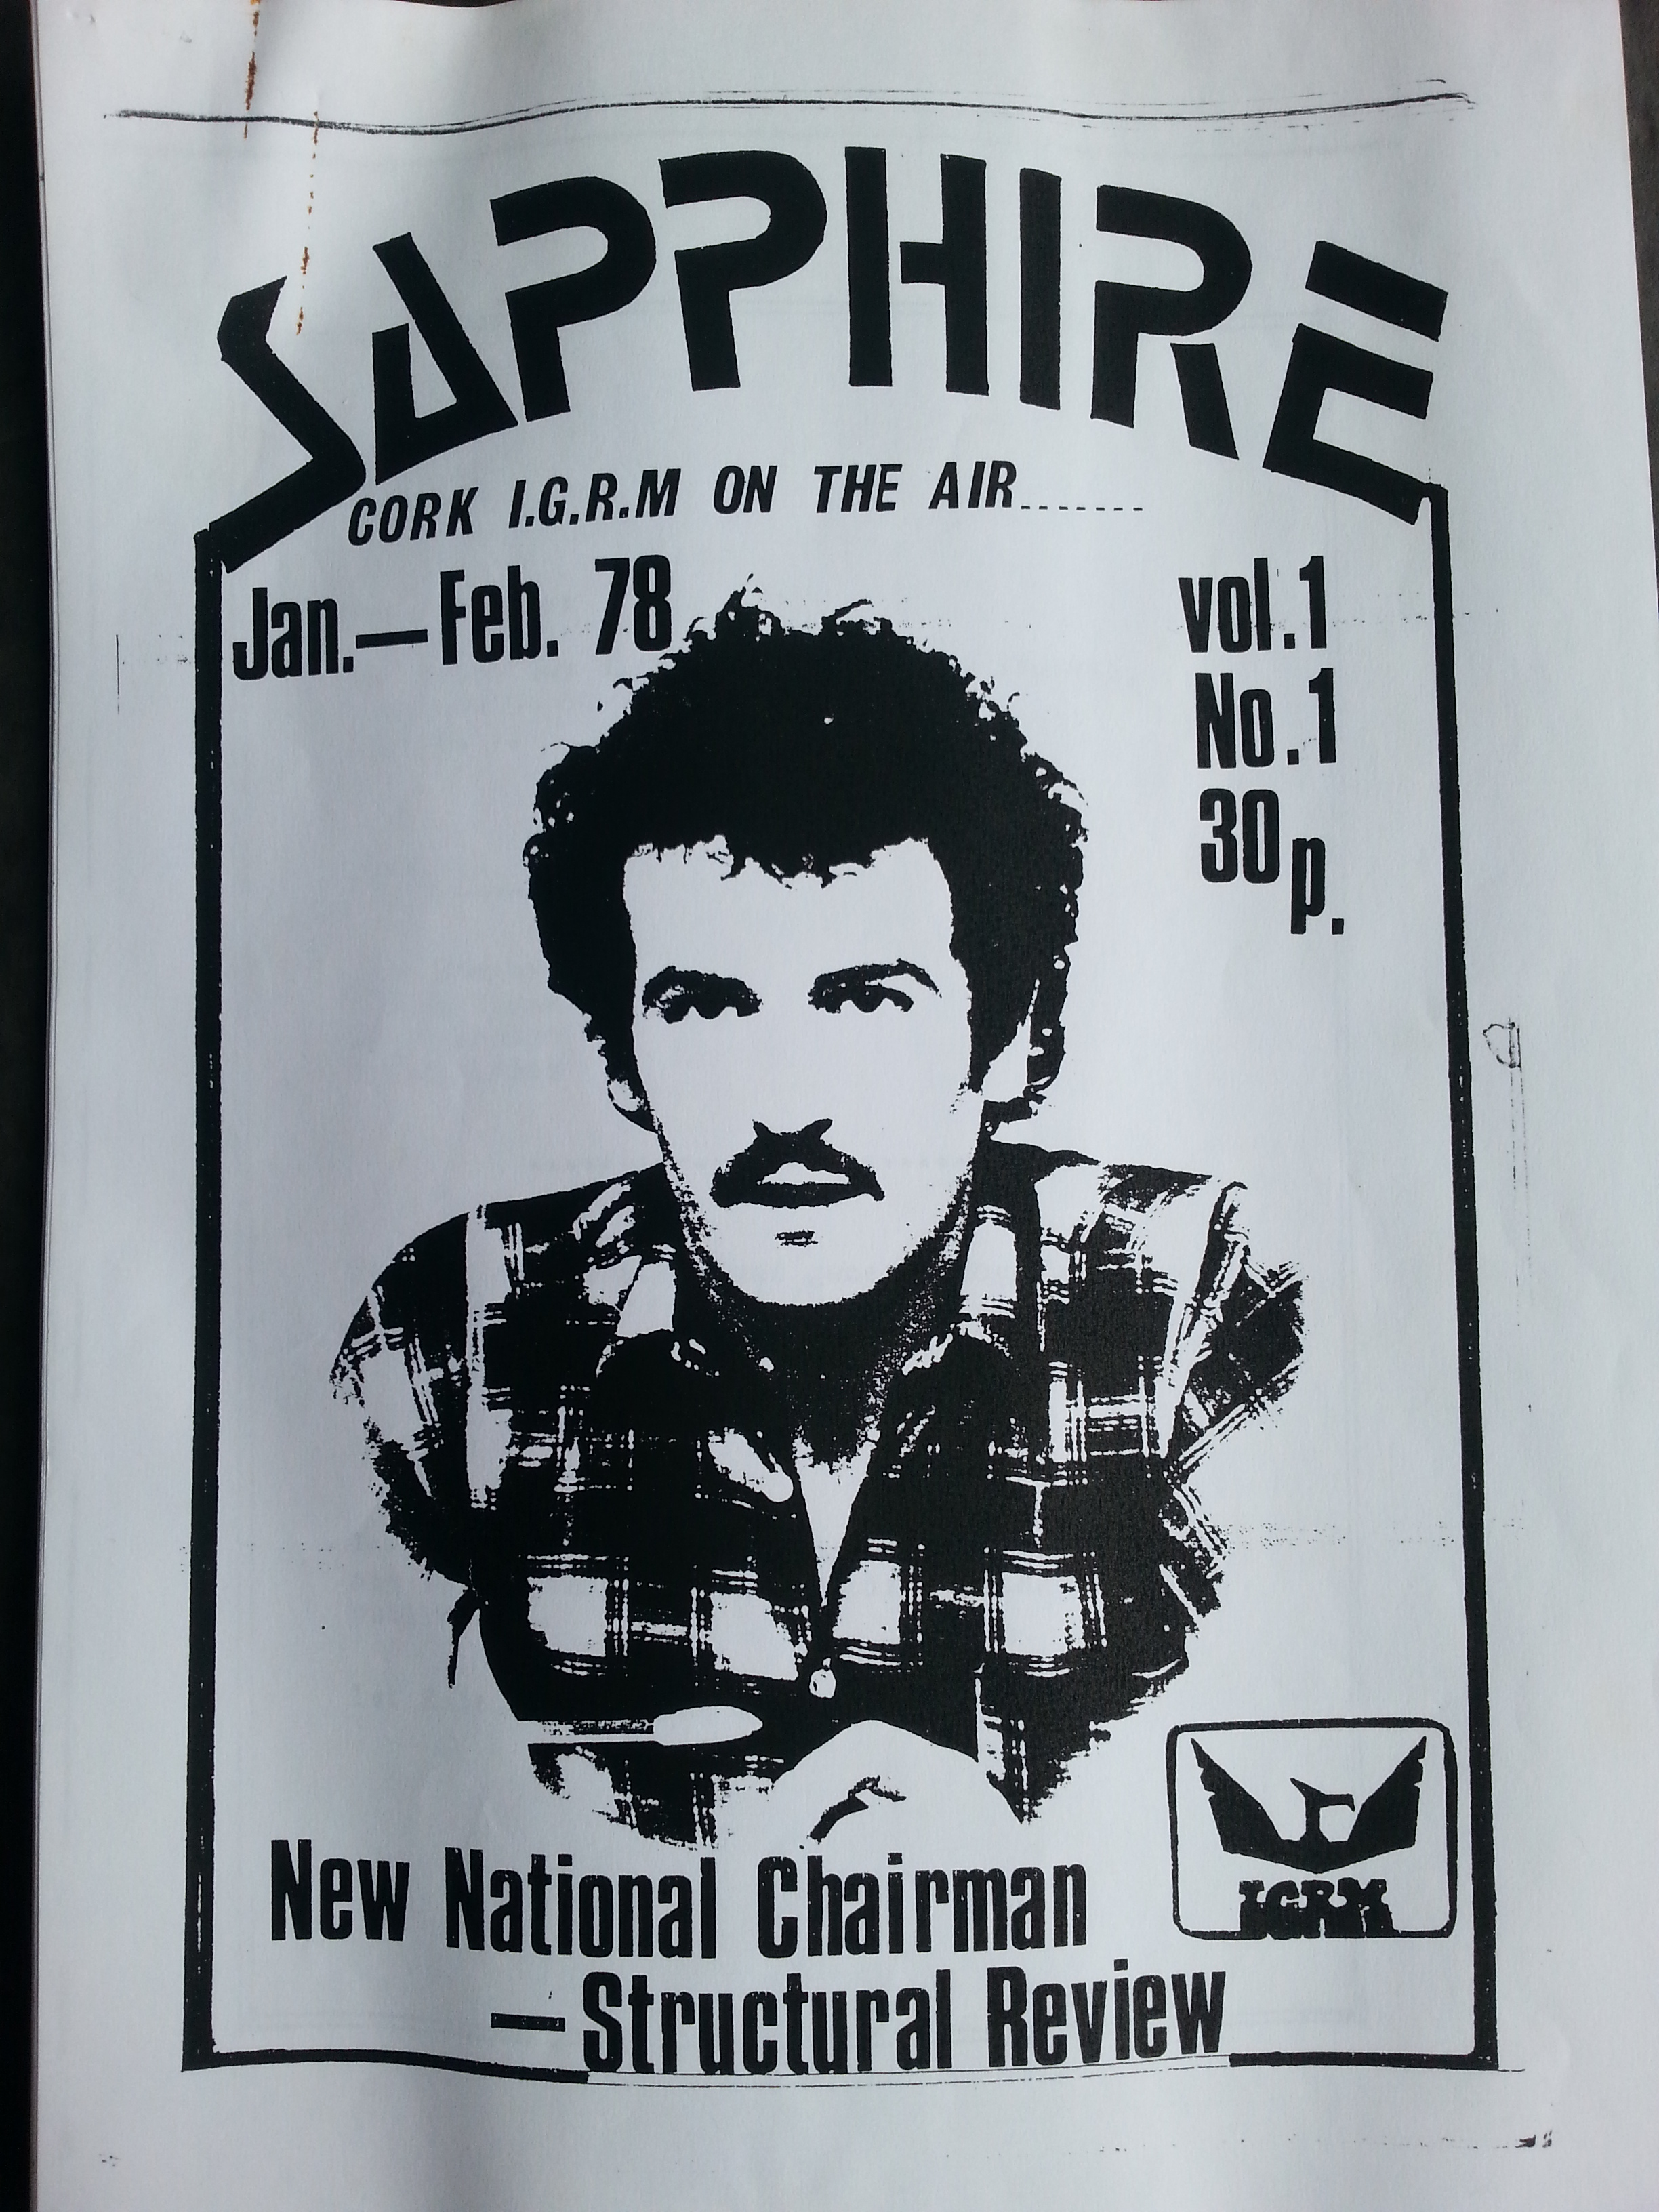 SAPPHIRE
CORK I.G.R.M ON THE AIR.......
Jan.—Feb. 78
vol.1
No.1
30p.
IGRM
New National Chairman
—Structural Review